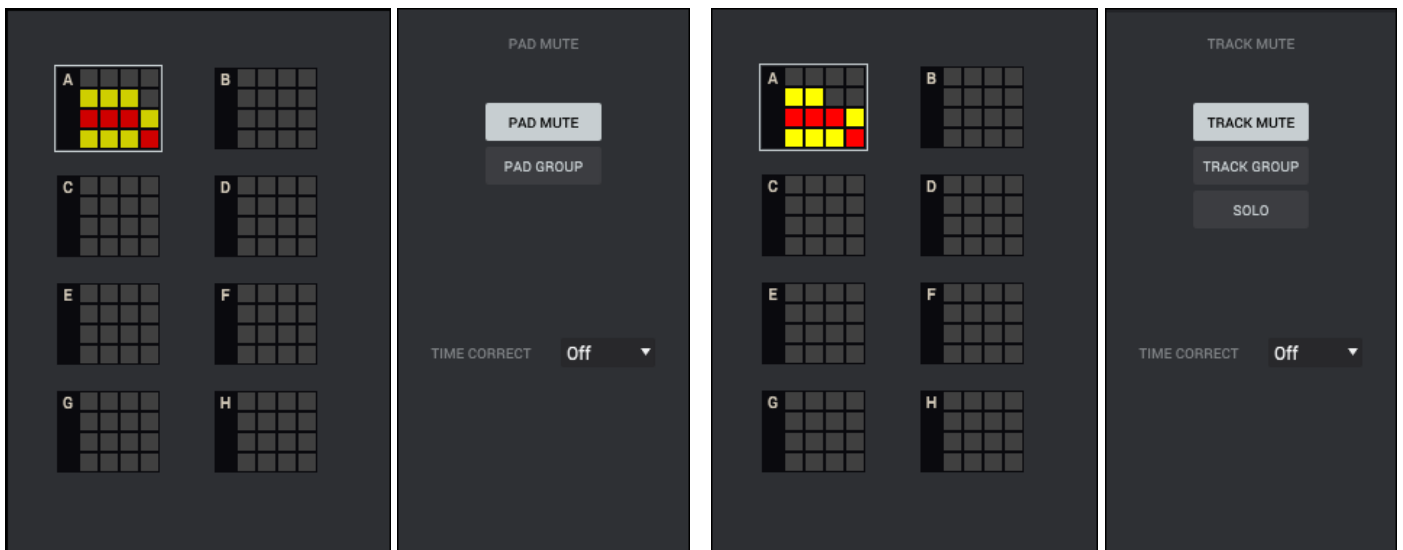 PAD MUTE
A
B
PAD MUTE
PAD GROUP
C
D
E
F
TIME CORRECT Off
G
H
TRACK MUTE
A
B
TRACK MUTE
TRACK GROUP
C
D
SOLO
E
F
TIME CORRECT Off
G
H